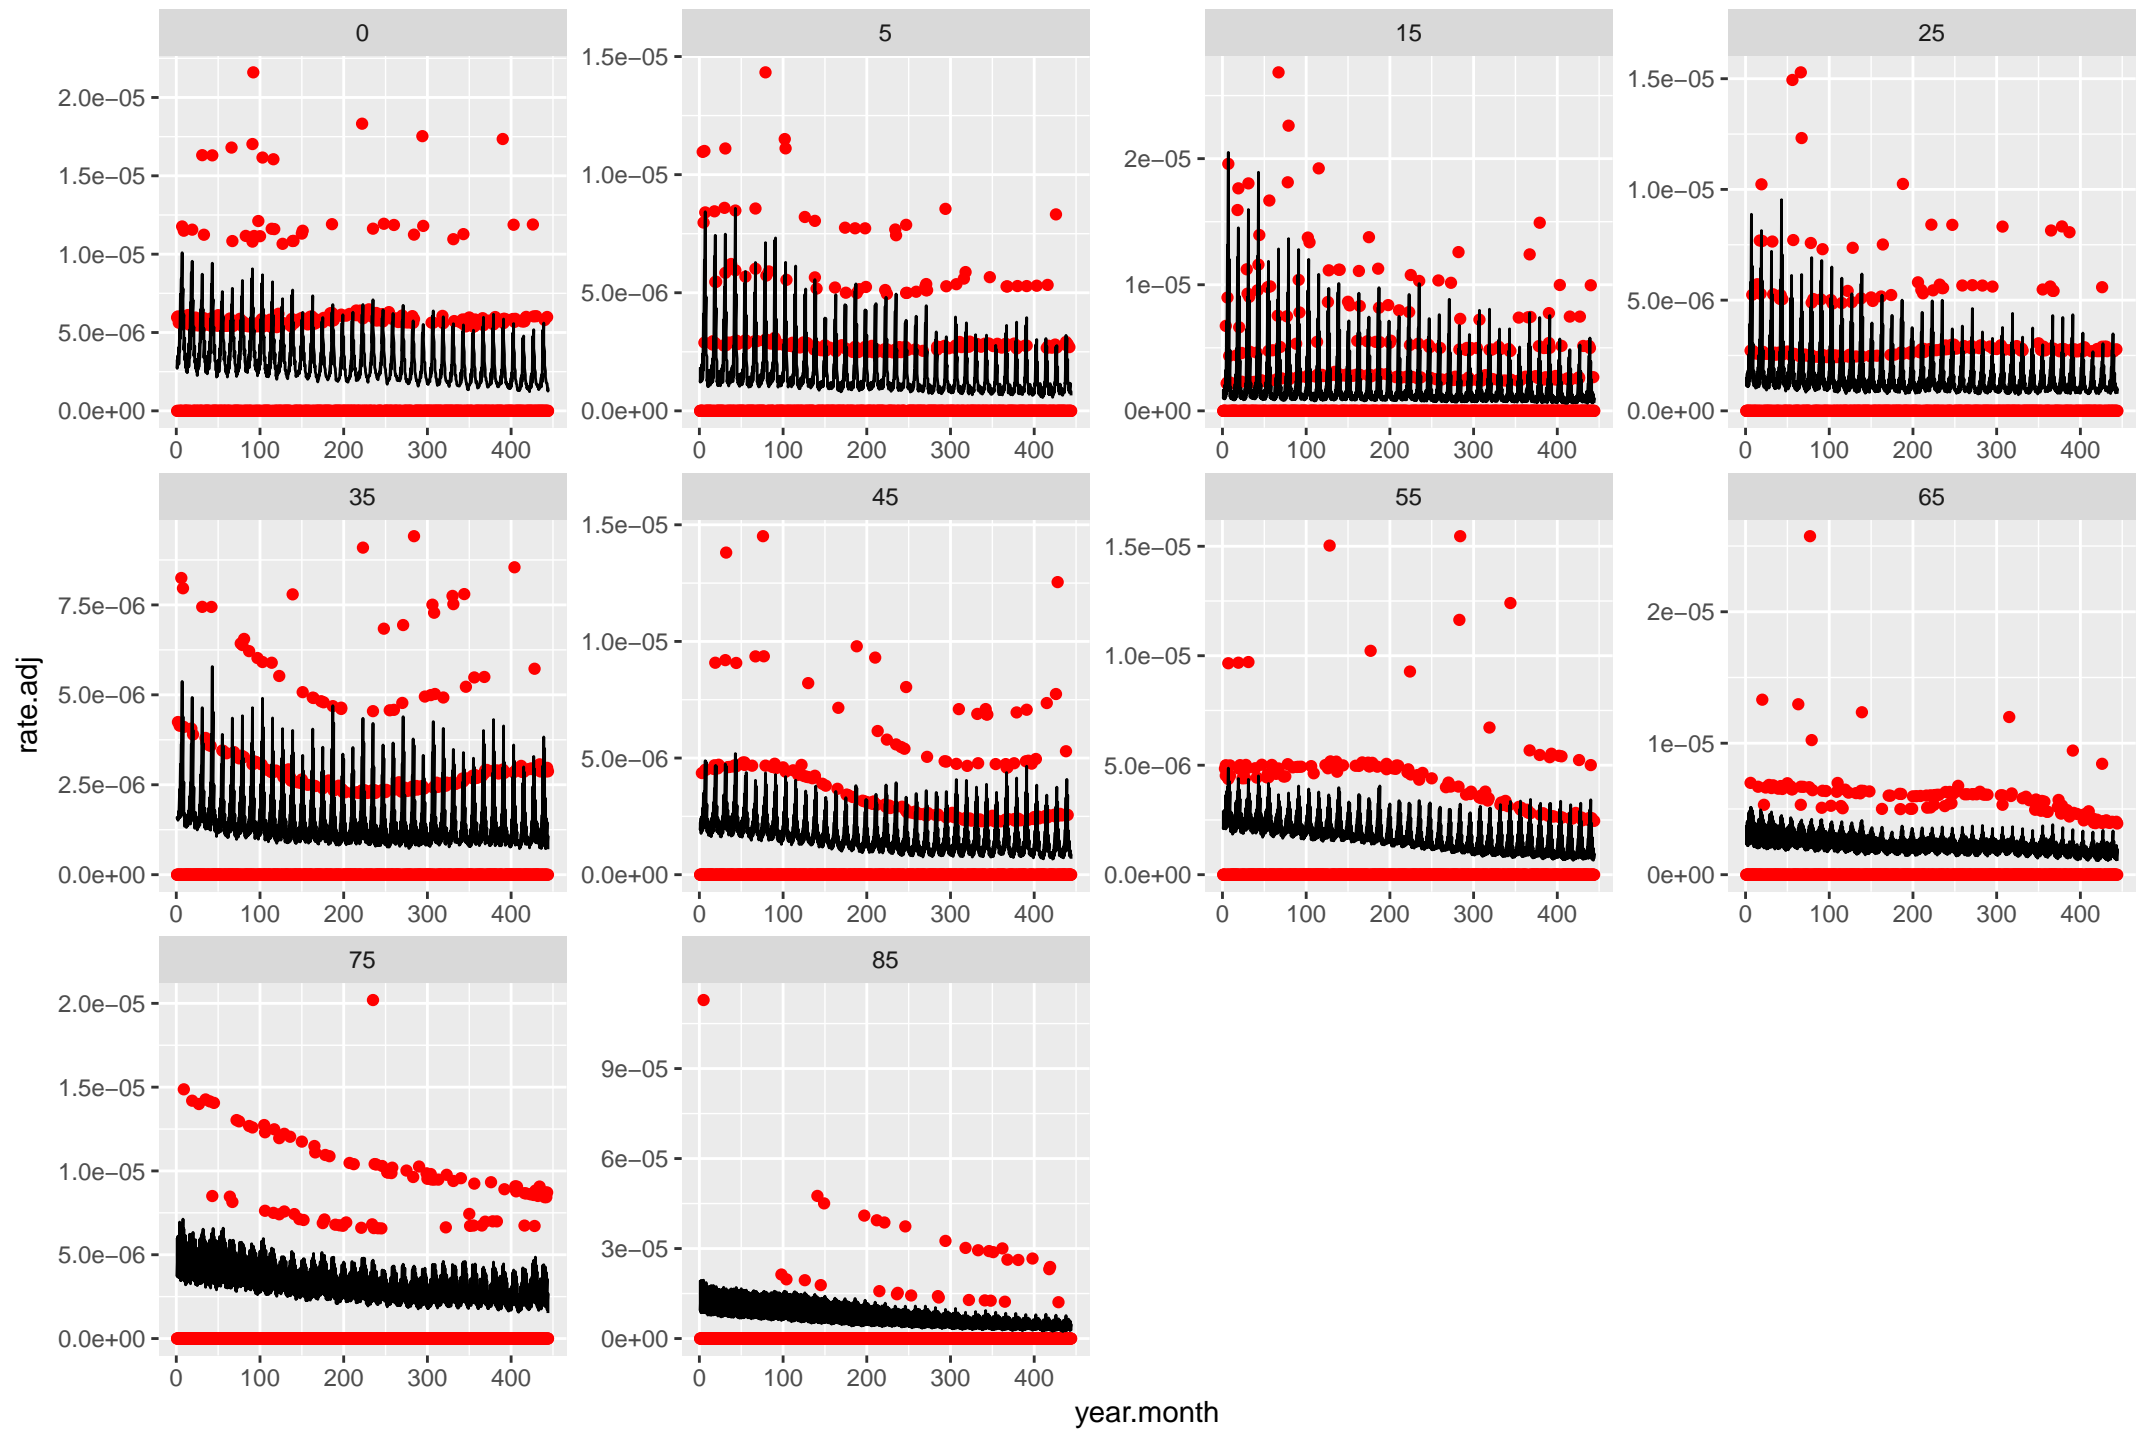 0 5 15 25
2.0e−05 1.5e−05 1.0e−05 5.0e−06 0.0e+00
1.5e−05 1.0e−05 5.0e−06 0.0e+00
2e−05 1e−05 0e+00
1.5e−05 1.0e−05 5.0e−06 0.0e+00
0 100 200 300 400 0 100 200 300 400 0 100 200 300 400 0 100 200 300 400
35 45 55 65
7.5e−06 5.0e−06 2.5e−06 0.0e+00
1.5e−05 1.0e−05 5.0e−06 0.0e+00
1.5e−05 1.0e−05 5.0e−06 0.0e+00
2e−05 1e−05 0e+00
0 100 200 300 400 0 100 200 300 400 0 100 200 300 400 0 100 200 300 400
75 85
2.0e−05 1.5e−05 1.0e−05 5.0e−06 0.0e+00
9e−05 6e−05 3e−05 0e+00
0 100 200 300 400 0 100 200 300 400
rate.adj
year.month